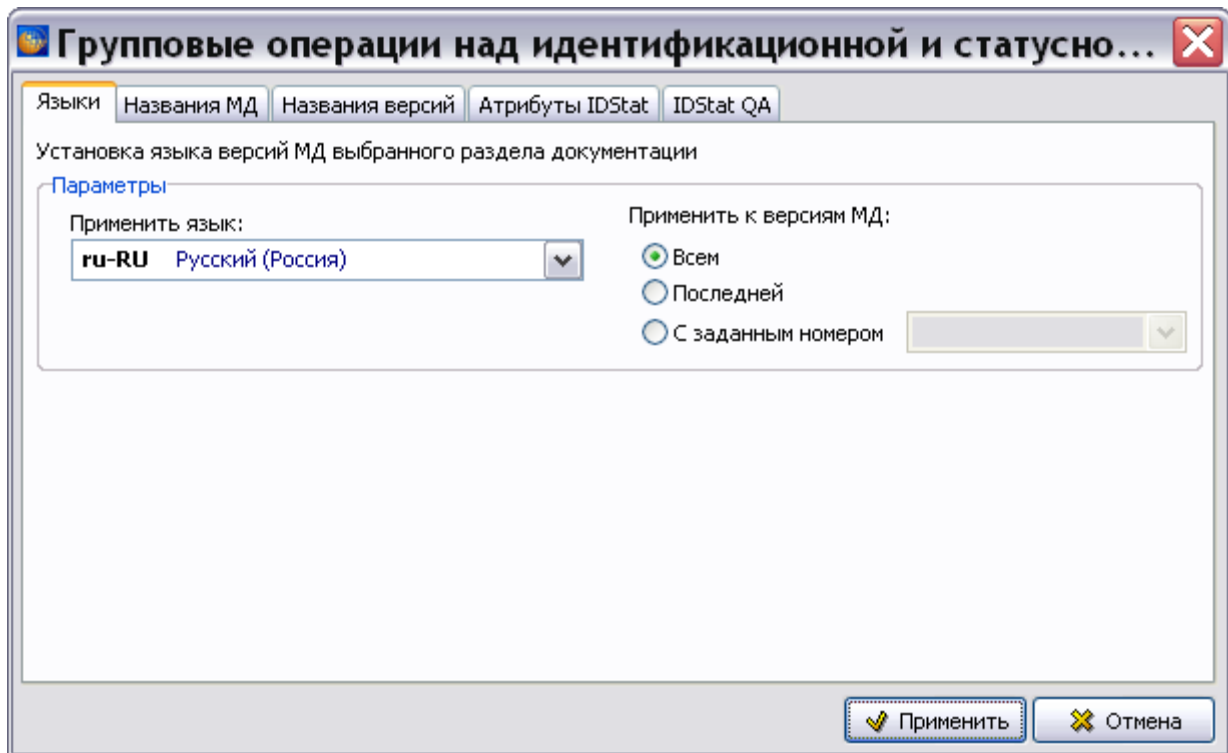 Групповые операции над идентификационной и статусно...
Языки Названия МД Названия версий Атрибуты IDStat IDStat QA
Установка языка версий МД выбранного раздела документации
Параметры
Применить язык:
ru-RU Русский (Россия)
Применить к версиям МД:
Всем
Последней
С заданным номером
Применить Отмена